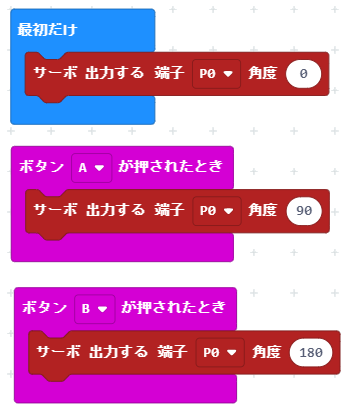 最初だけ
サーボ 出力する 端子 P0 角度 0
ボタン A が押されたとき
サーボ 出力する 端子 P0 角度 90
ボタン B が押されたとき
サーボ 出力する 端子 P0 角度 180